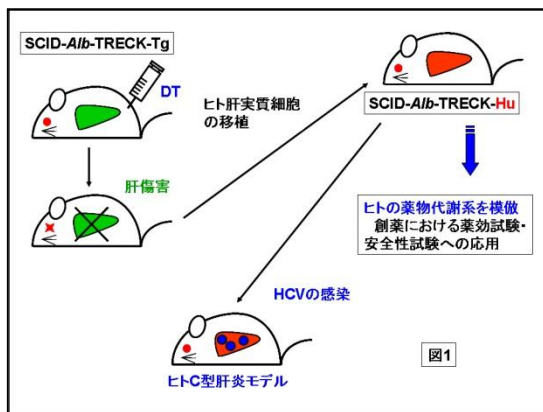 SCID-Alb-TRECK-Tg
DT
肝傷害
ヒト肝実質細胞
の移植
SCID-Alb-TRECK-Hu
ヒトの薬物代謝系を模倣
創薬における薬効試験・
安全性試験への応用
HCVの感染
ヒトC型肝炎モデル
図1